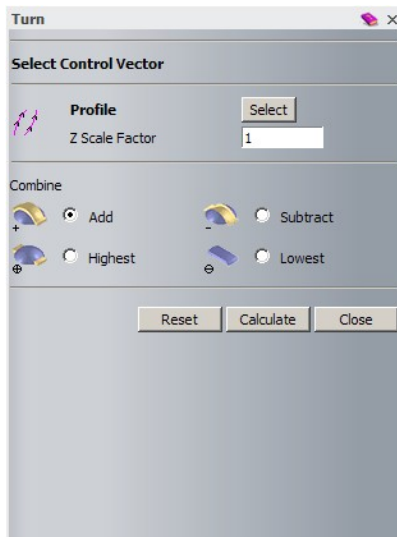 Turn
Select Control Vector
Profile Select
Z Scale Factor 1
Combine
Add Subtract
Highest Lowest
Reset Calculate Close